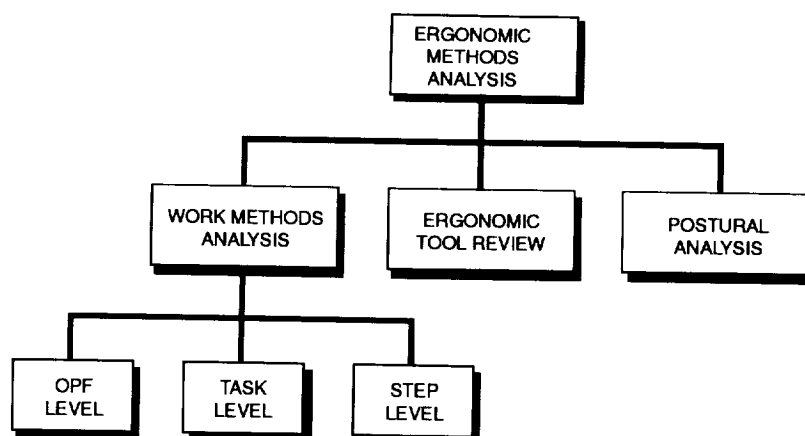 ERGONOMIC
METHODS
ANALYSIS
WORK METHODS
ANALYSIS
ERGONOMIC
TOOL REVIEW
POSTURAL
ANALYSIS
OPF
LEVEL
TASK
LEVEL
STEP
LEVEL